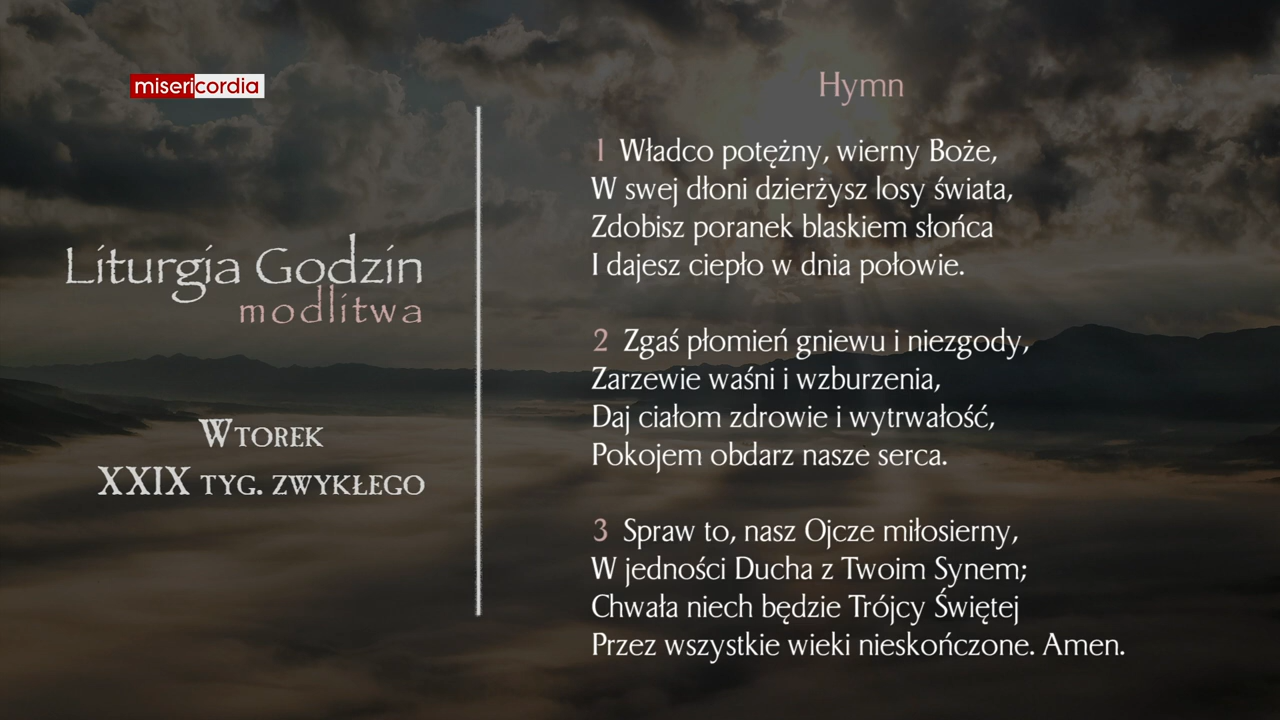 misericordia
Liturgia Godzin
modlitwa
Wtorek
XXIX tyg. zwykłego
Hymn
1 Władco potężny, wierny Boże,
W swej dłoni dzierżysz losy świata,
Zdobisz poranek blaskiem słońca
I dajesz ciepło w dnia połowie.
2 Zgaś płomień gniewu i niezgody,
Zarzewie waśni i wzburzenia,
Daj ciałom zdrowie i wytrwałość,
Pokojem obdarz nasze serca.
3 Spraw to, nasz Ojcze miłosierny,
W jedności Ducha z Twoim Synem;
Chwała niech będzie Trójcy Świętej
Przez wszystkie wieki nieskończone. Amen.